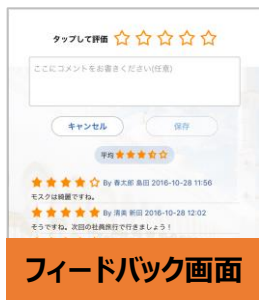 タップして評価 ☆☆☆☆☆
ここにコメントをお書きください(任意)
キャンセル 保存
平均 ★★★★☆
★★★★☆ By 春太郎 島田 2016-10-28 11:56
モスクは綺麗ですね。
★★★★★ By 清美 新田 2016-10-28 12:02
そうですね。次回の社員旅行で行きましょう!
フィードバック画面